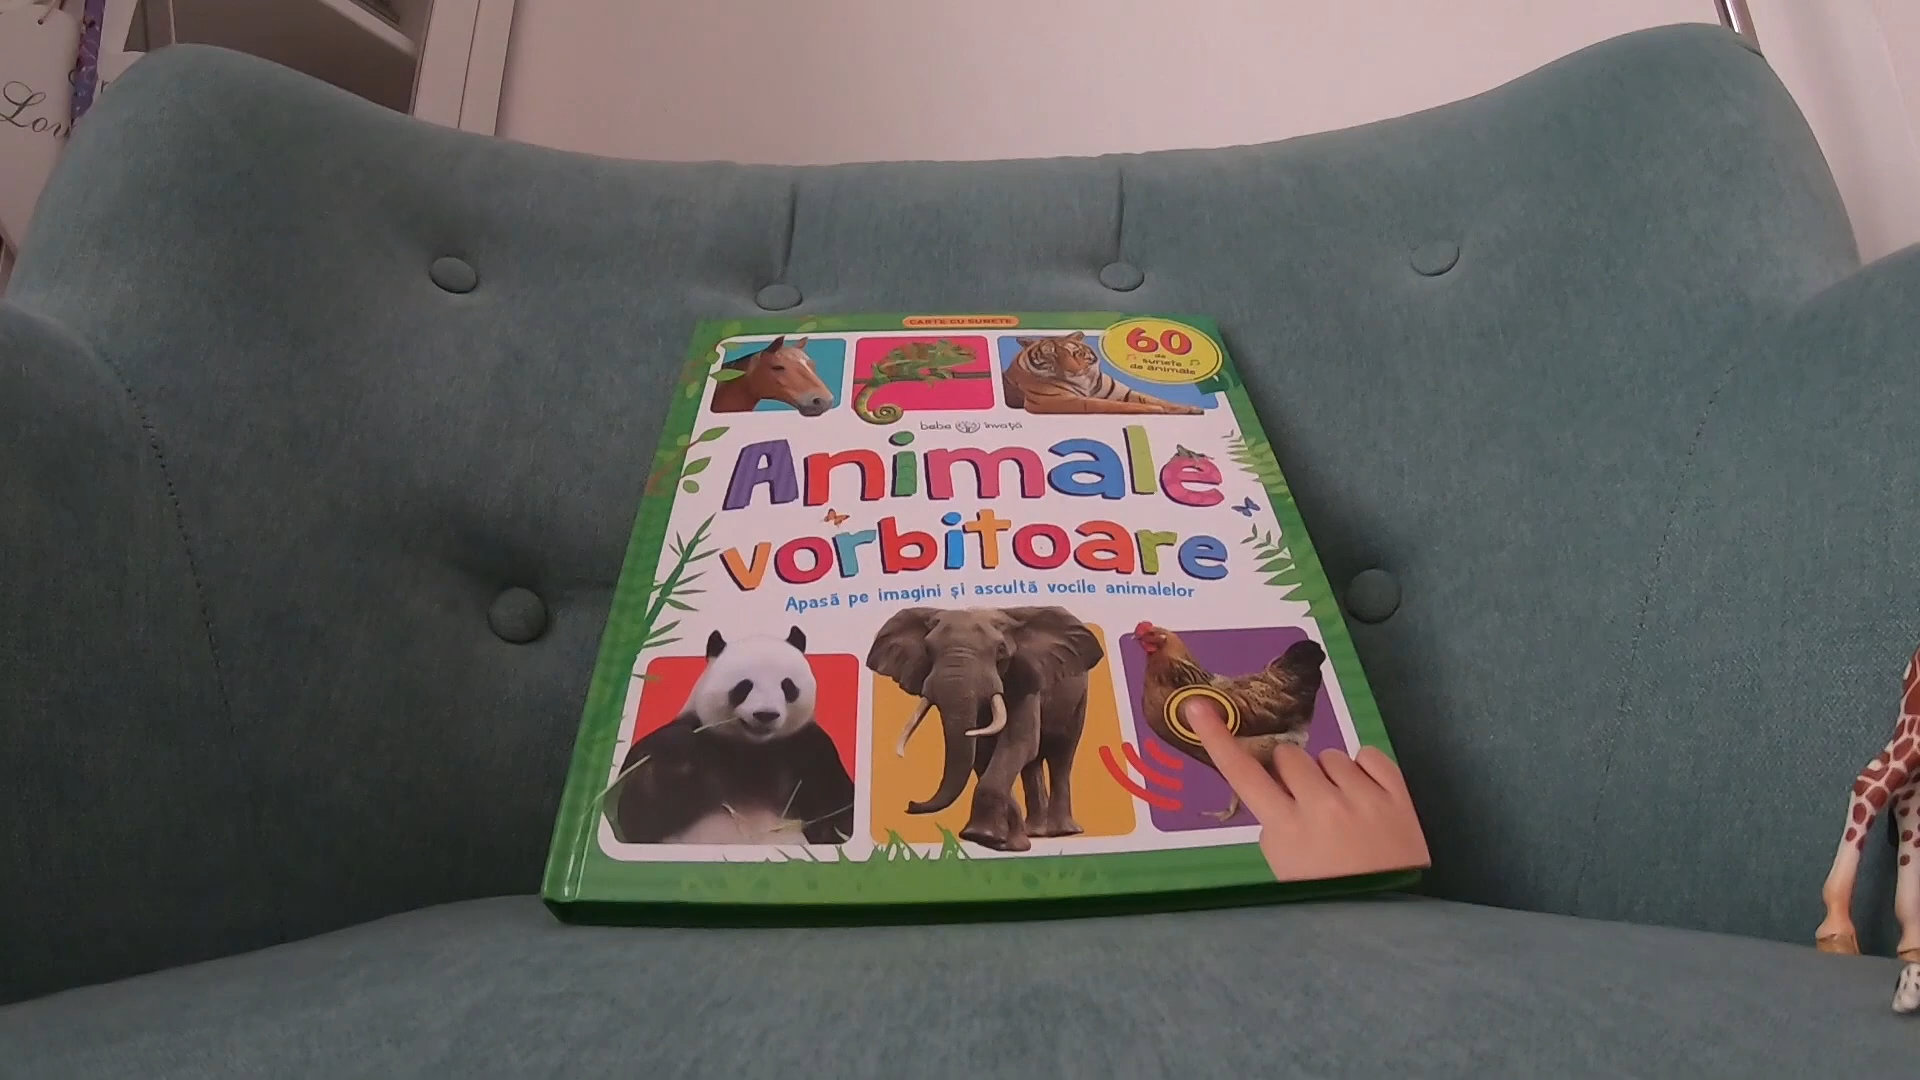 Lov
CARTE CU SUNETE
60
de
sunete
de animale
bebe învață
Animale
vorbitoare
Apasă pe imagini și ascultă vocile animalelor